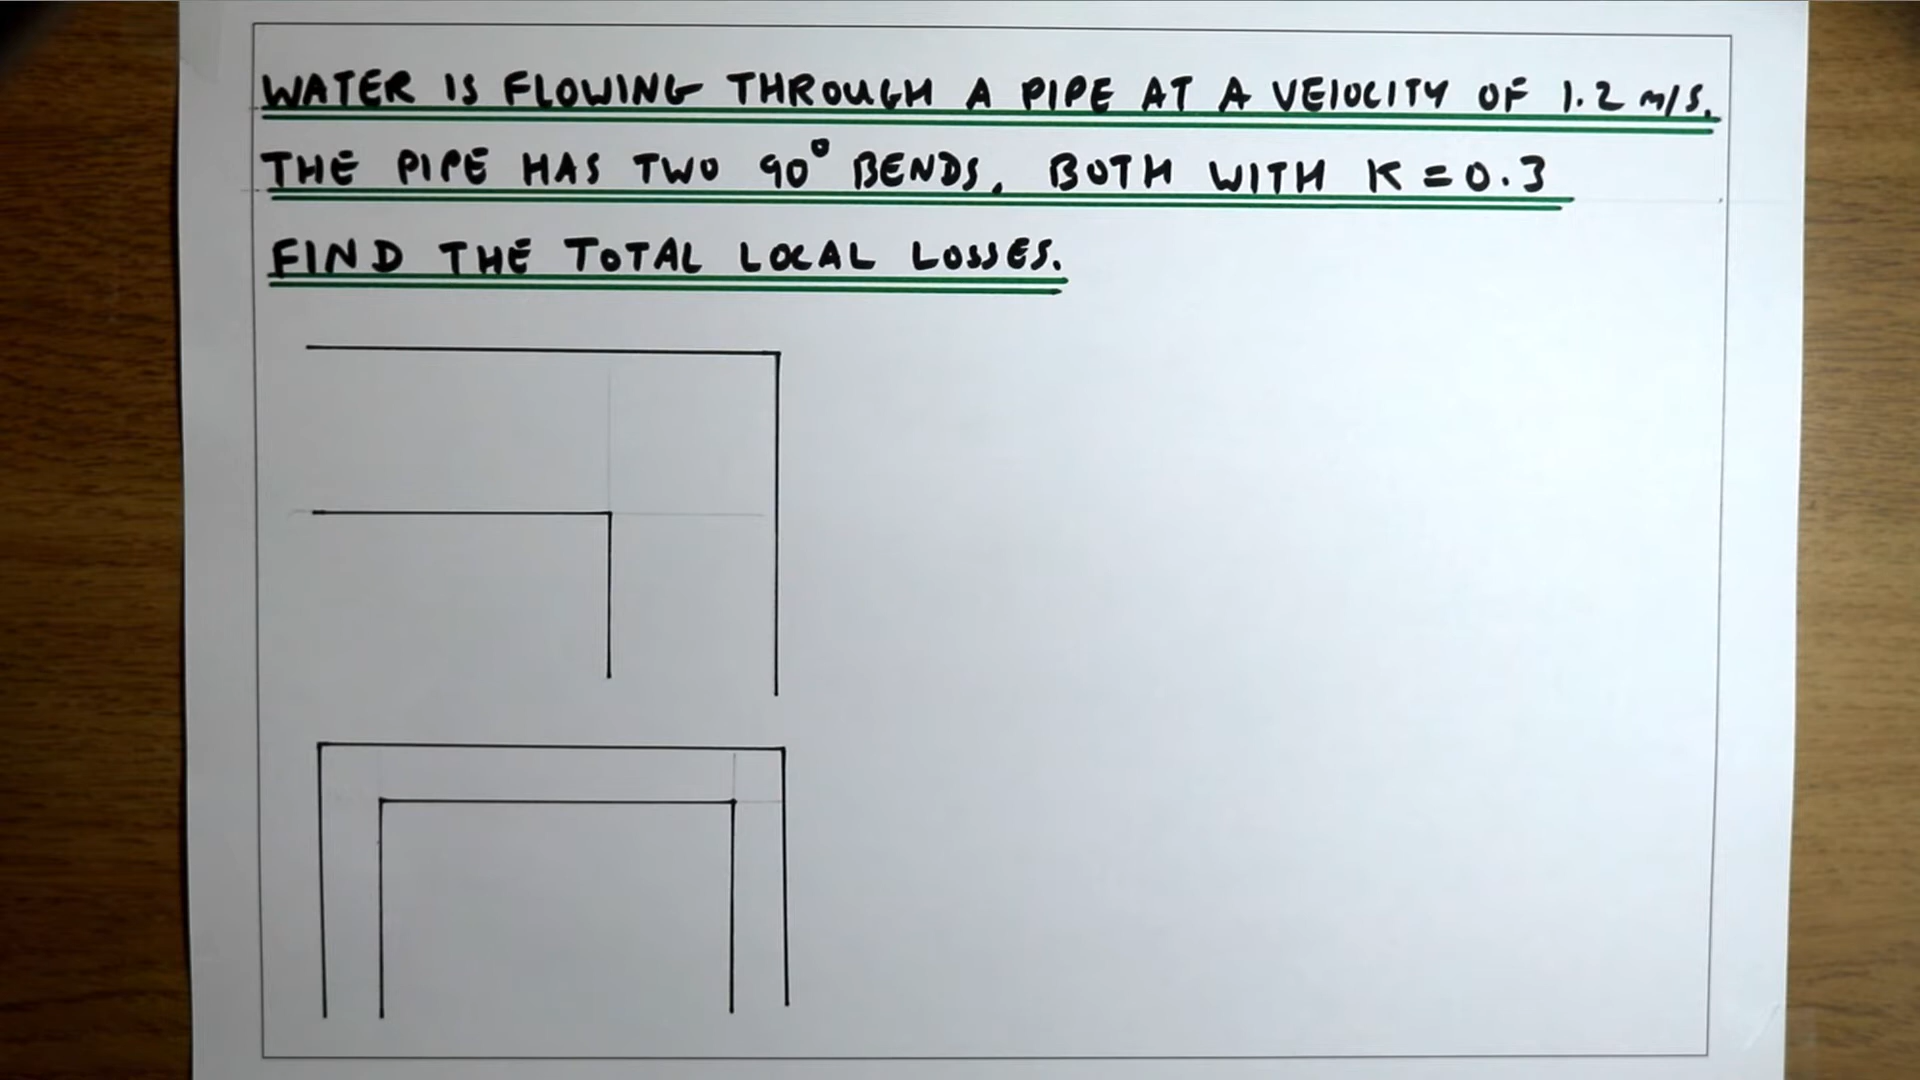 WATER IS FLOWING THROUGH A PIPE AT A VELOCITY OF 1.2 m/s.
THE PIPE HAS TWO 90° BENDS, BOTH WITH K = 0.3
FIND THE TOTAL LOCAL LOSSES.